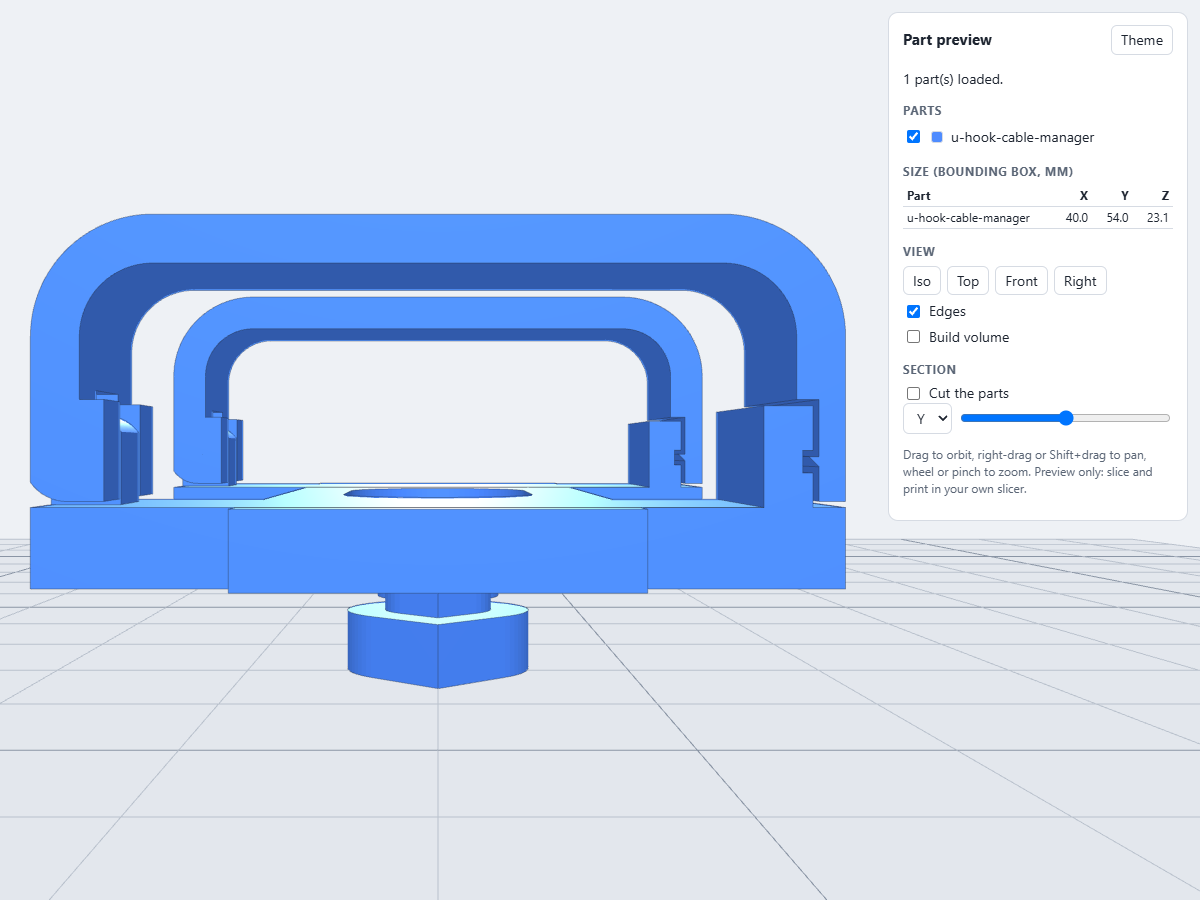 Part preview
Theme
1 part(s) loaded.
PARTS
u-hook-cable-manager
SIZE (BOUNDING BOX, MM)
Part X Y Z
u-hook-cable-manager 40.0 54.0 23.1
VIEW
Iso Top Front Right
Edges
Build volume
SECTION
Cut the parts
Y
Drag to orbit, right-drag or Shift+drag to pan,
wheel or pinch to zoom. Preview only: slice and
print in your own slicer.